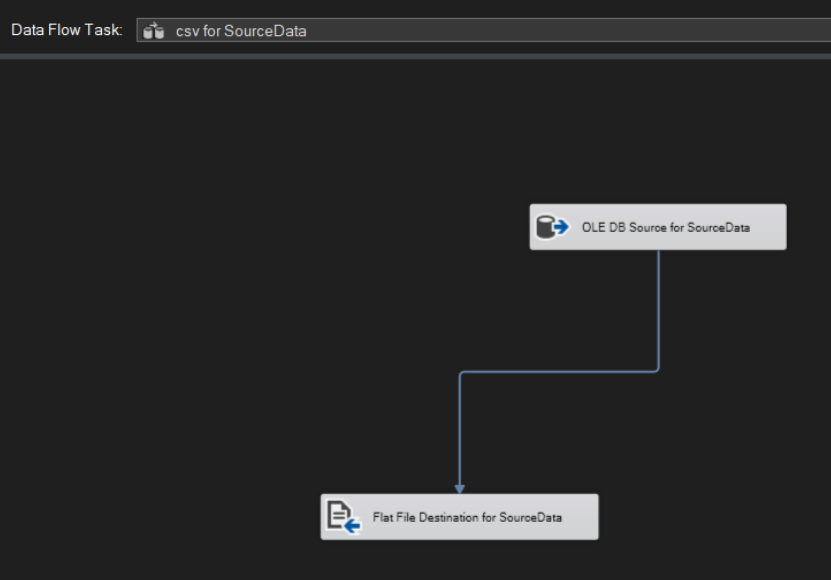 Data Flow Task: csv for SourceData
OLE DB Source for SourceData
Flat File Destination for SourceData